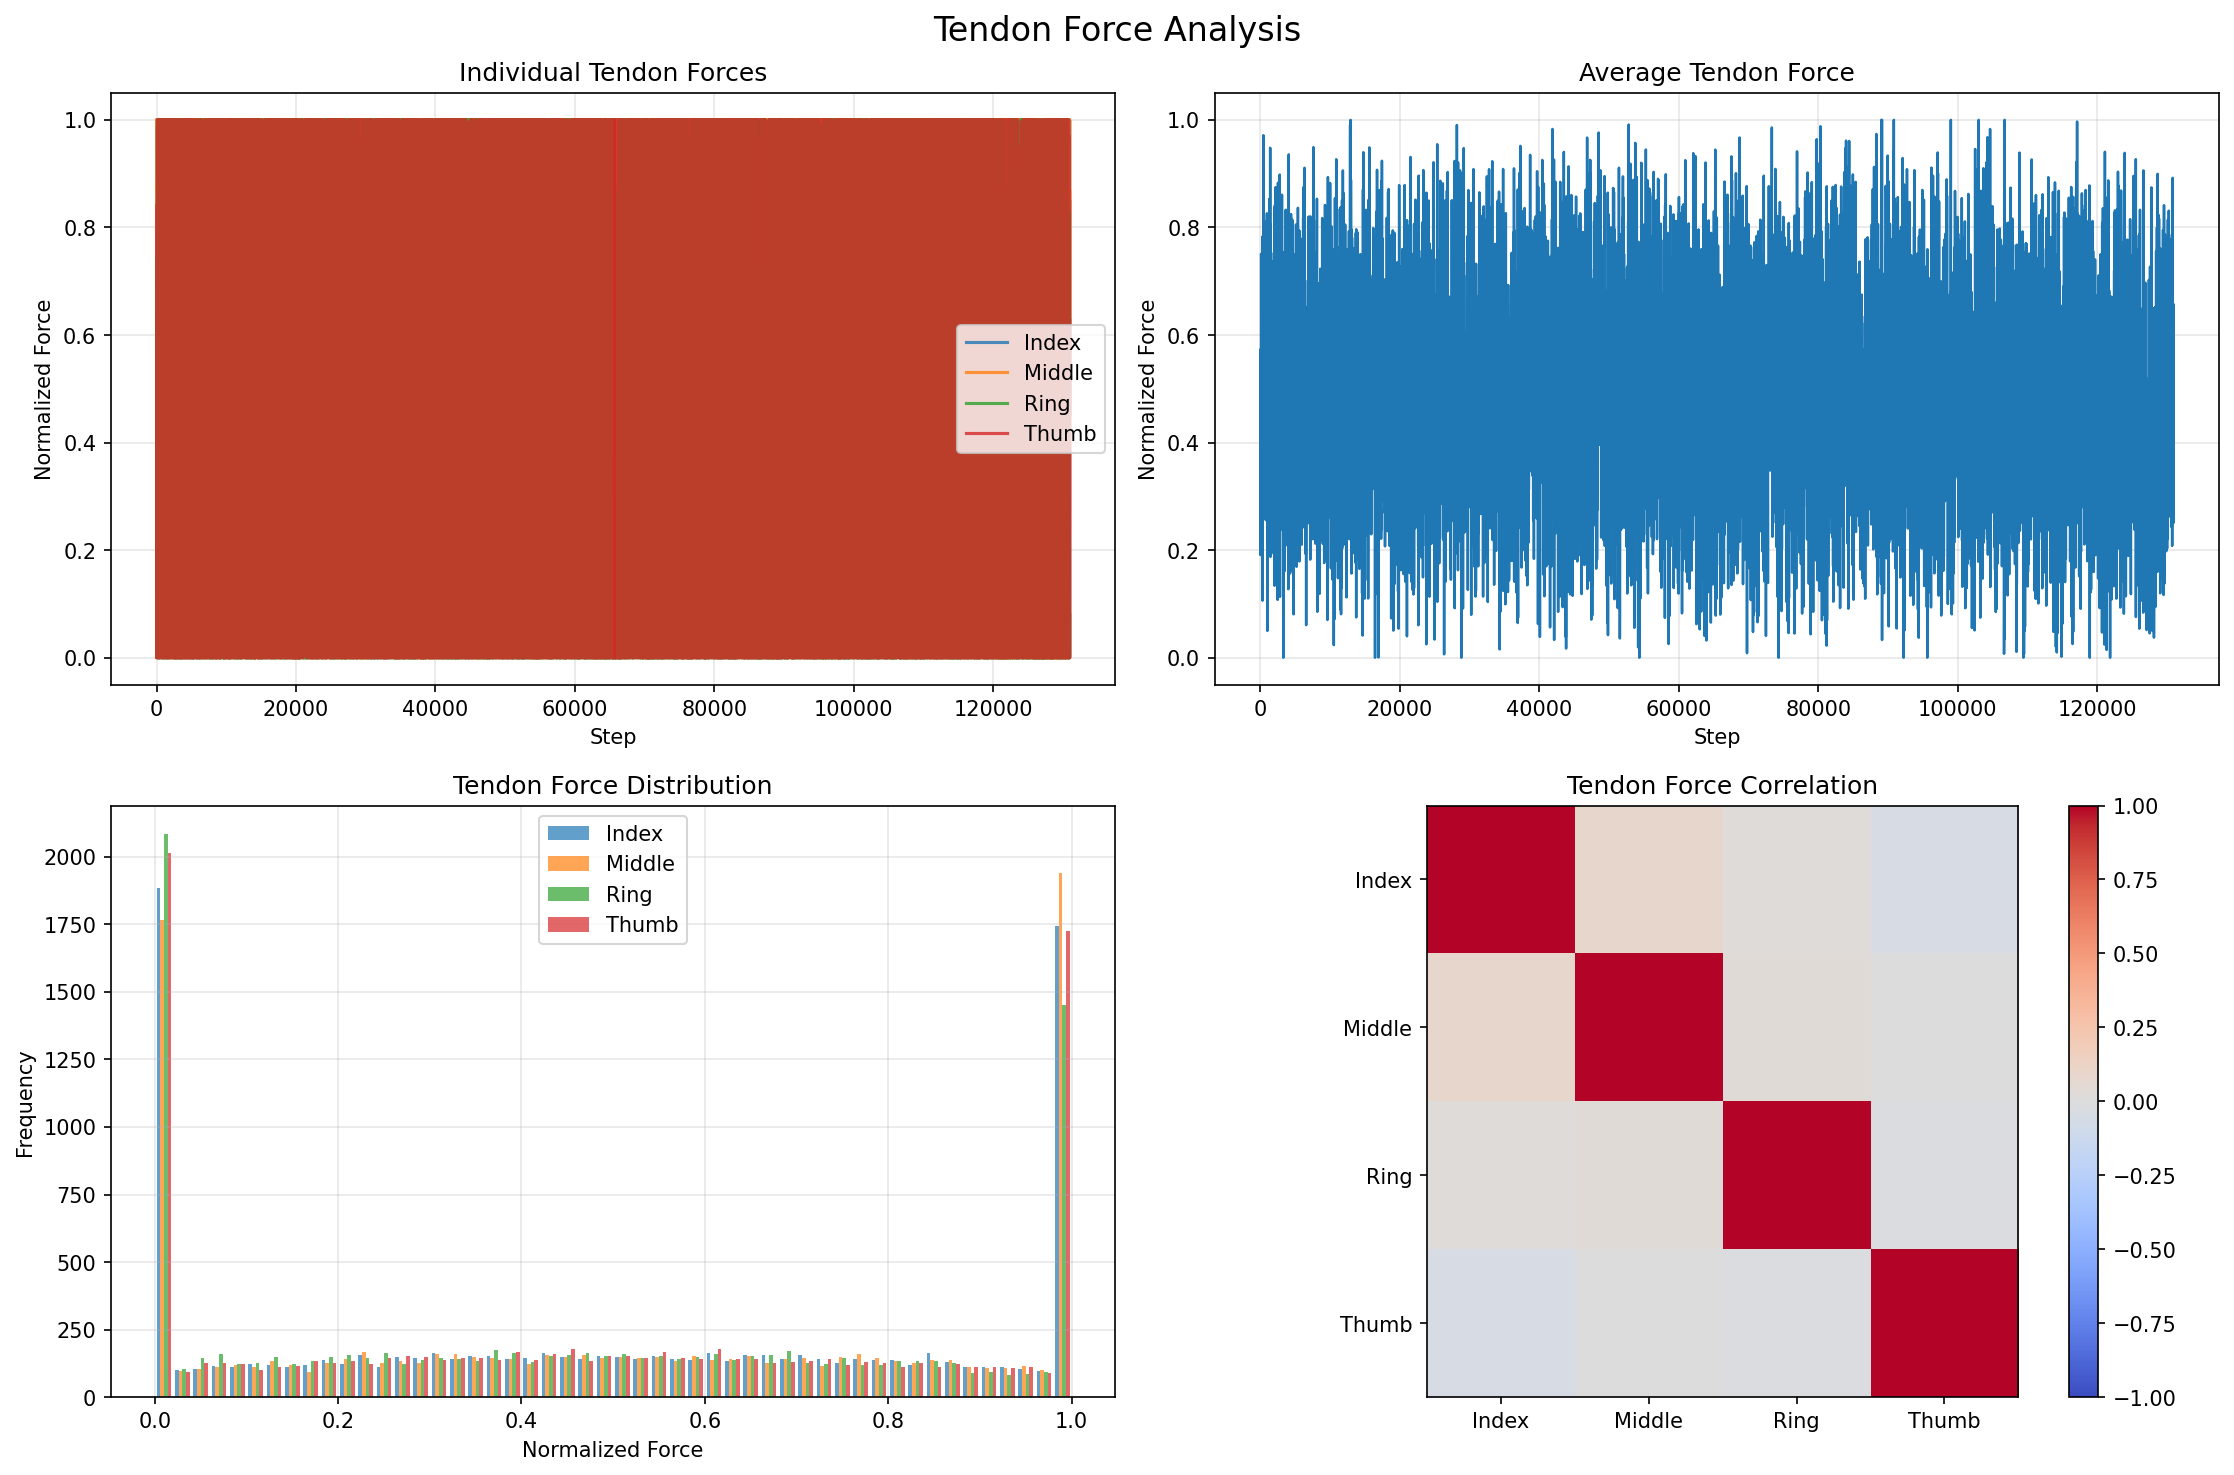 Tendon Force Analysis
Individual Tendon Forces
Normalized Force
1.0
0.8
0.6
0.4
0.2
0.0
Index
Middle
Ring
Thumb
0 20000 40000 60000 80000 100000 120000
Step
Average Tendon Force
Normalized Force
1.0
0.8
0.6
0.4
0.2
0.0
0 20000 40000 60000 80000 100000 120000
Step
Tendon Force Distribution
Frequency
2000
1750
1500
1250
1000
750
500
250
0
Index
Middle
Ring
Thumb
0.0 0.2 0.4 0.6 0.8 1.0
Normalized Force
Tendon Force Correlation
Index
Middle
Ring
Thumb
Index Middle Ring Thumb
1.00
0.75
0.50
0.25
0.00
−0.25
−0.50
−0.75
−1.00